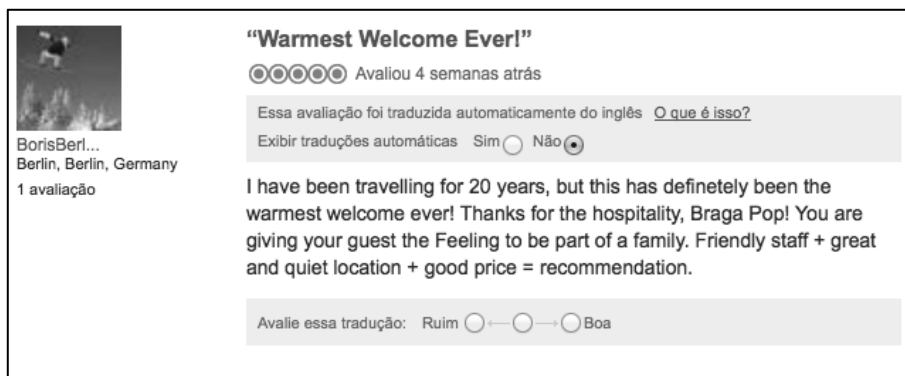 “Warmest Welcome Ever!”
Avaliou 4 semanas atrás
Essa avaliação foi traduzida automaticamente do inglês O que é isso?
Exibir traduções automáticas Sim Não
BorisBerl...
Berlin, Berlin, Germany
1 avaliação
I have been travelling for 20 years, but this has definetely been the
warmest welcome ever! Thanks for the hospitality, Braga Pop! You are
giving your guest the Feeling to be part of a family. Friendly staff + great
and quiet location + good price = recommendation.
Avalie essa tradução: Ruim Boa